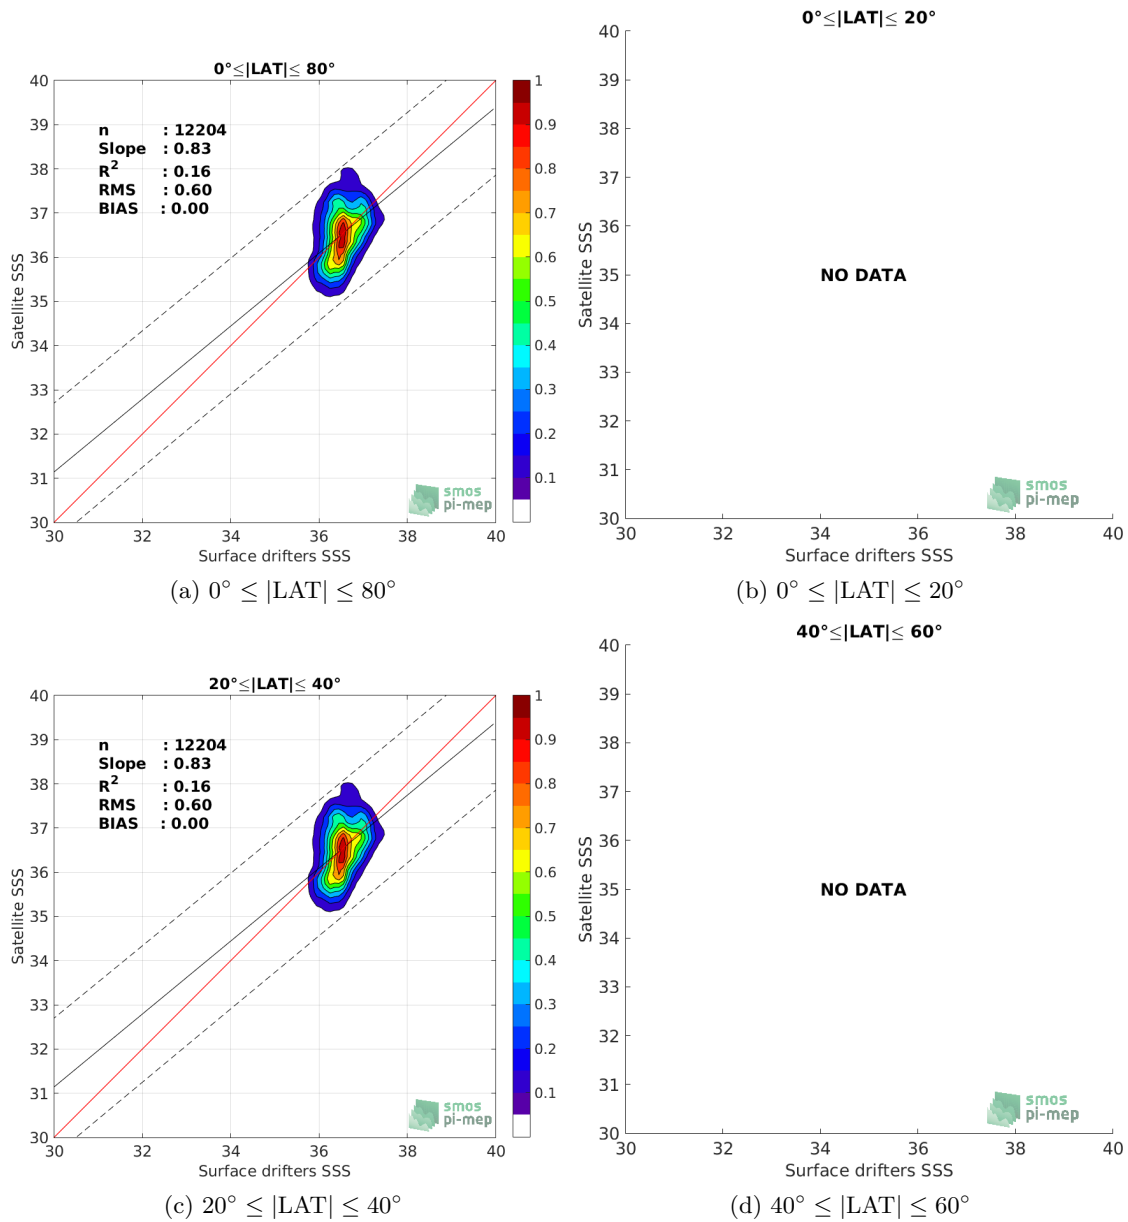 0°≤|LAT|≤ 80°
40
39
38
37
36
35
34
33
32
31
30
Satellite SSS
n : 12204
Slope : 0.83
R² : 0.16
RMS : 0.60
BIAS : 0.00
1
0.9
0.8
0.7
0.6
0.5
0.4
0.3
0.2
0.1
smos
pi-mep
30 32 34 36 38 40
Surface drifters SSS
(a) 0° ≤ |LAT| ≤ 80°
0°≤|LAT|≤ 20°
40
39
38
37
36
35
34
33
32
31
30
Satellite SSS
NO DATA
smos
pi-mep
30 32 34 36 38 40
Surface drifters SSS
(b) 0° ≤ |LAT| ≤ 20°
20°≤|LAT|≤ 40°
40
39
38
37
36
35
34
33
32
31
30
Satellite SSS
n : 12204
Slope : 0.83
R² : 0.16
RMS : 0.60
BIAS : 0.00
1
0.9
0.8
0.7
0.6
0.5
0.4
0.3
0.2
0.1
smos
pi-mep
30 32 34 36 38 40
Surface drifters SSS
(c) 20° ≤ |LAT| ≤ 40°
40°≤|LAT|≤ 60°
40
39
38
37
36
35
34
33
32
31
30
Satellite SSS
NO DATA
smos
pi-mep
30 32 34 36 38 40
Surface drifters SSS
(d) 40° ≤ |LAT| ≤ 60°